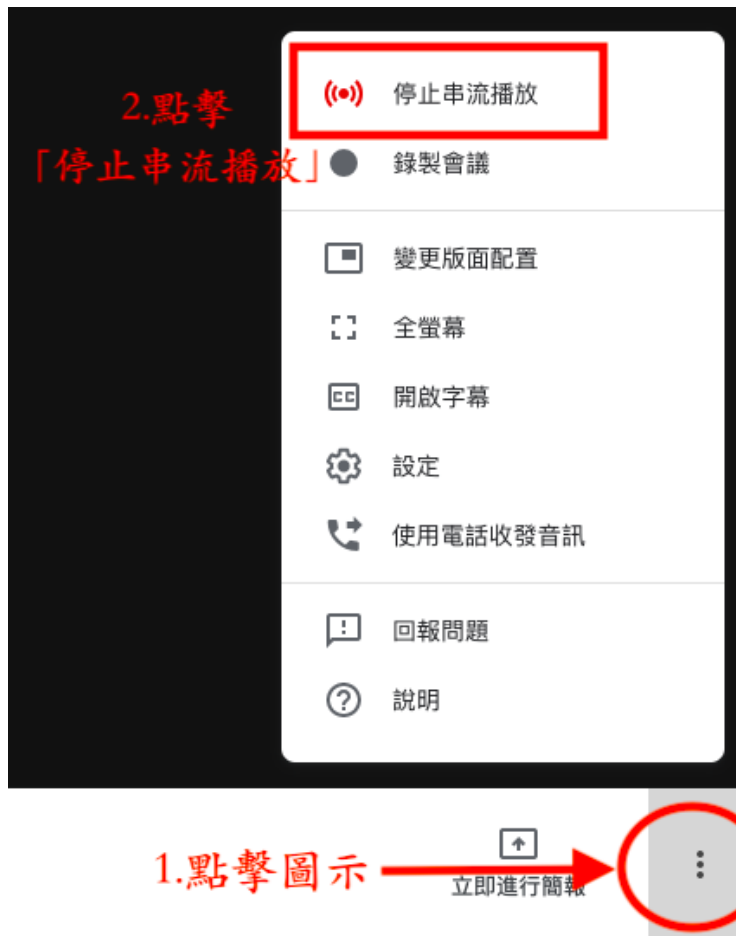 停止串流播放
2.點擊
「停止串流播放」
錄製會議
變更版面配置
全螢幕
CC
開啟字幕
設定
使用電話收發音訊
回報問題
說明
1.點擊圖示
立即進行簡報